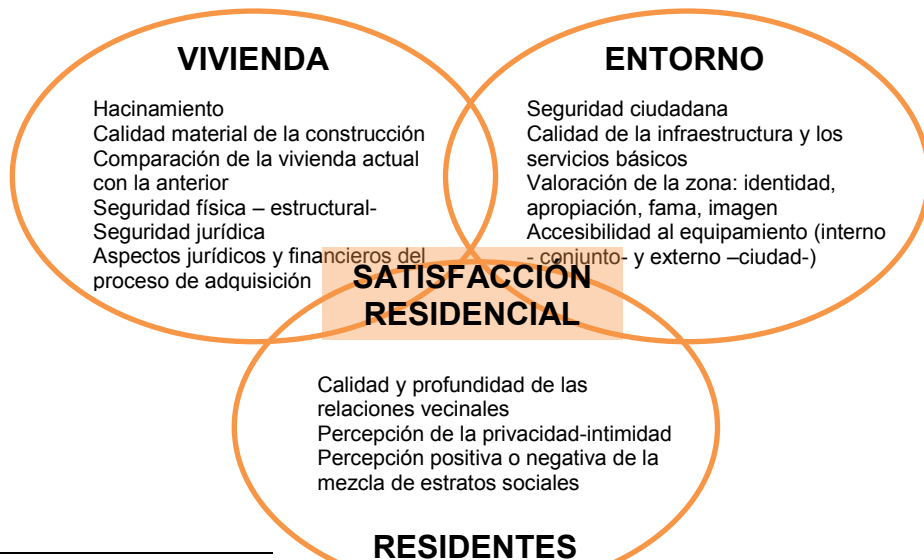 VIVIENDA
Hacinamiento
Calidad material de la construcción
Comparación de la vivienda actual
con la anterior
Seguridad física – estructural-
Seguridad jurídica
Aspectos jurídicos y financieros del
proceso de adquisición
ENTORNO
Seguridad ciudadana
Calidad de la infraestructura y los
servicios básicos
Valoración de la zona: identidad,
apropiación, fama, imagen
Accesibilidad al equipamiento (interno
- conjunto- y externo –ciudad-)
SATISFACCIÓN
RESIDENCIAL
Calidad y profundidad de las
relaciones vecinales
Percepción de la privacidad-intimidad
Percepción positiva o negativa de la
mezcla de estratos sociales
RESIDENTES